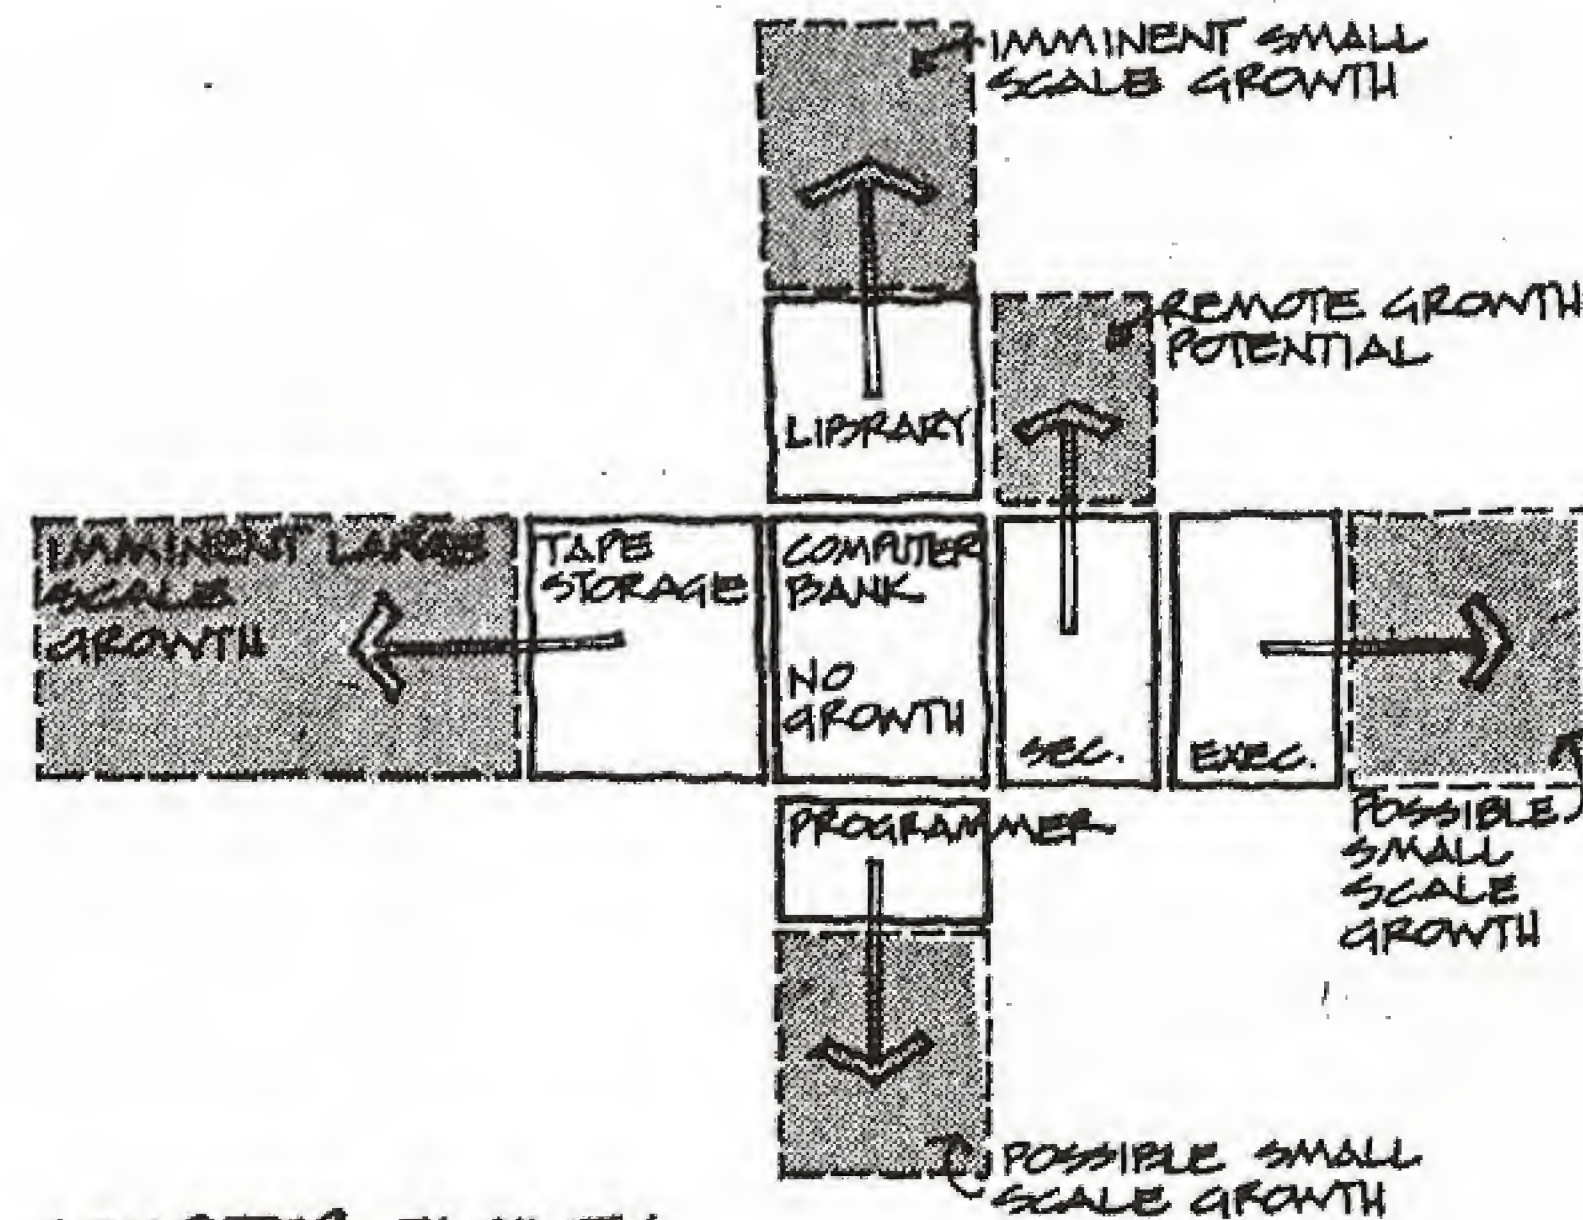 IMMINENT SMALL
SCALE GROWTH
REMOTE GROWTH
POTENTIAL
LIBRARY
IMMINENT LARGE
SCALE
GROWTH
TAPE
STORAGE
COMPUTER
BANK
NO
GROWTH
SEC.
EXEC.
POSSIBLE
SMALL
SCALE
GROWTH
PROGRAMMER
POSSIBLE SMALL
SCALE GROWTH